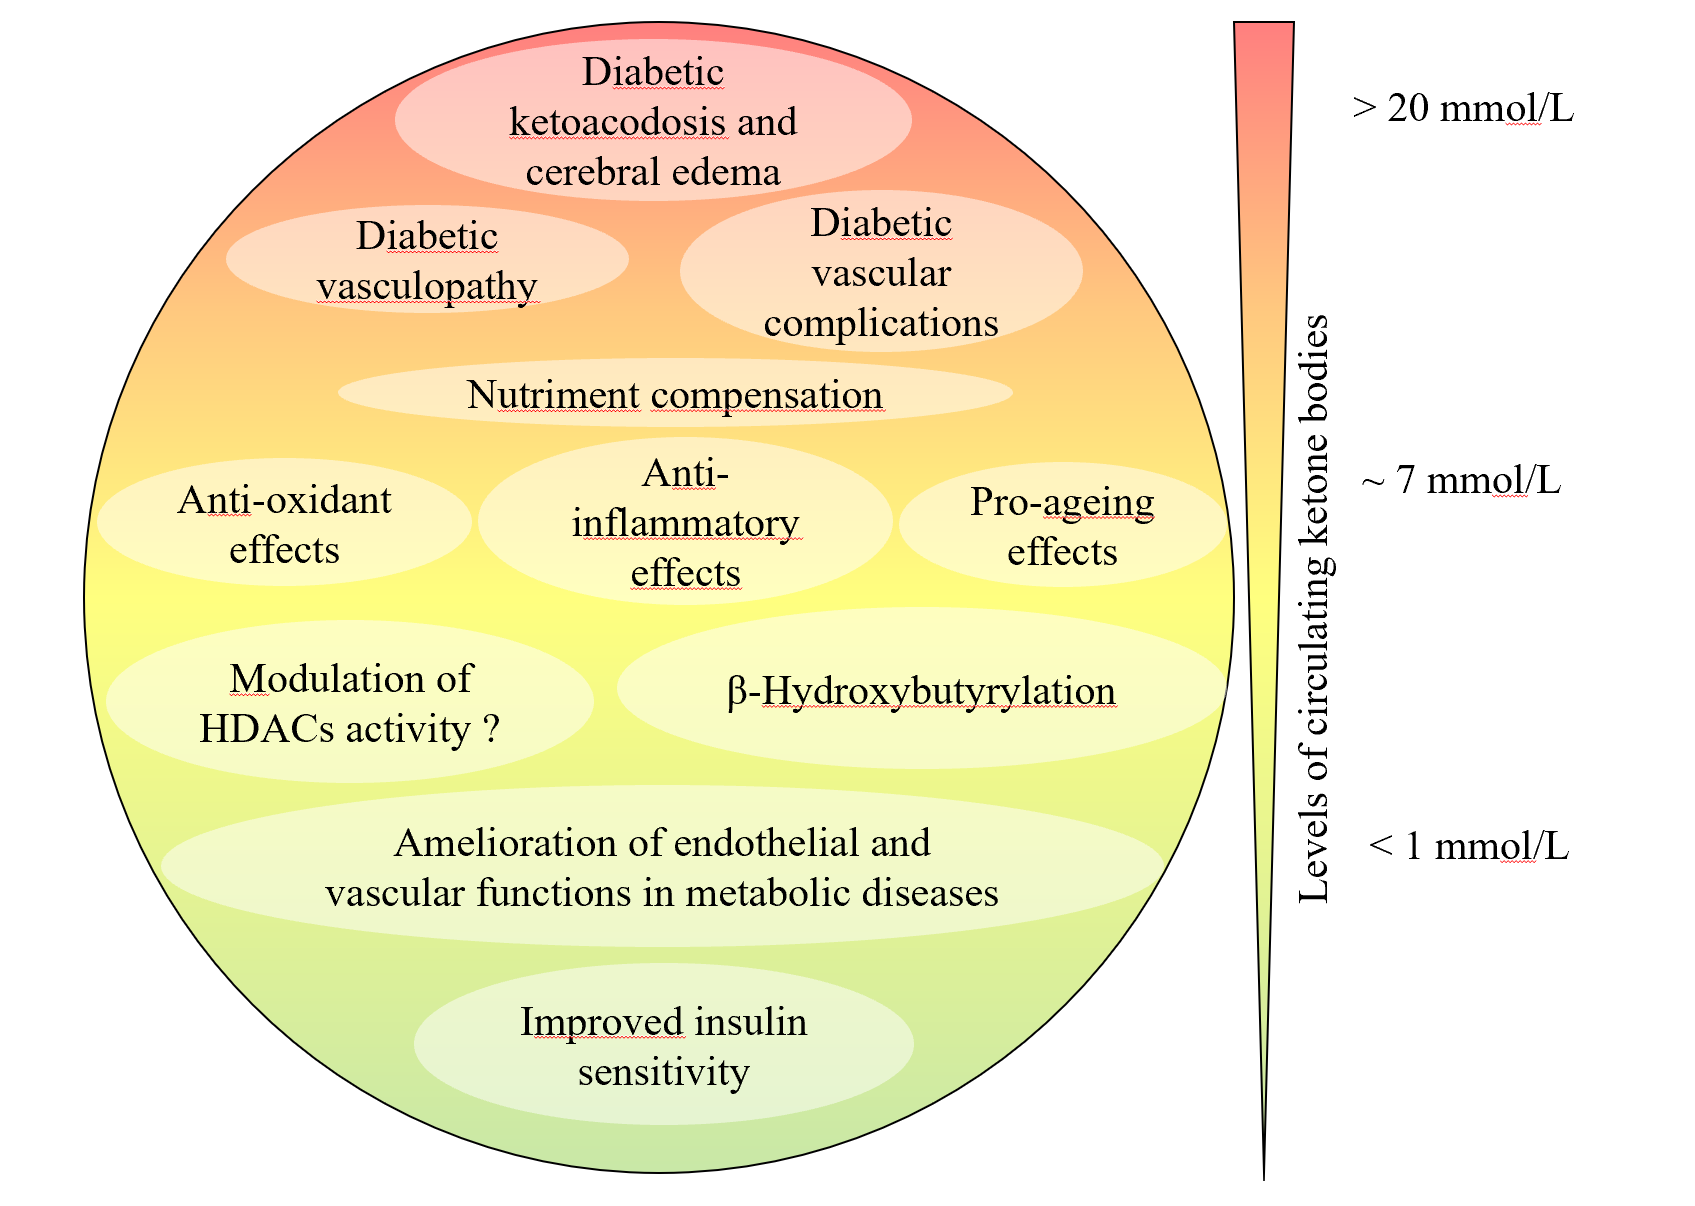 Diabetic
ketoacodosis and
cerebral edema
> 20 mmol/L
Diabetic
vasculopathy
Diabetic
vascular
complications
Nutriment compensation
Anti-oxidant
effects
Anti-
inflammatory
effects
Pro-ageing
effects
~ 7 mmol/L
Levels of circulating ketone bodies
Modulation of
HDACs activity ?
β-Hydroxybutyrylation
Amelioration of endothelial and
vascular functions in metabolic diseases
< 1 mmol/L
Improved insulin
sensitivity